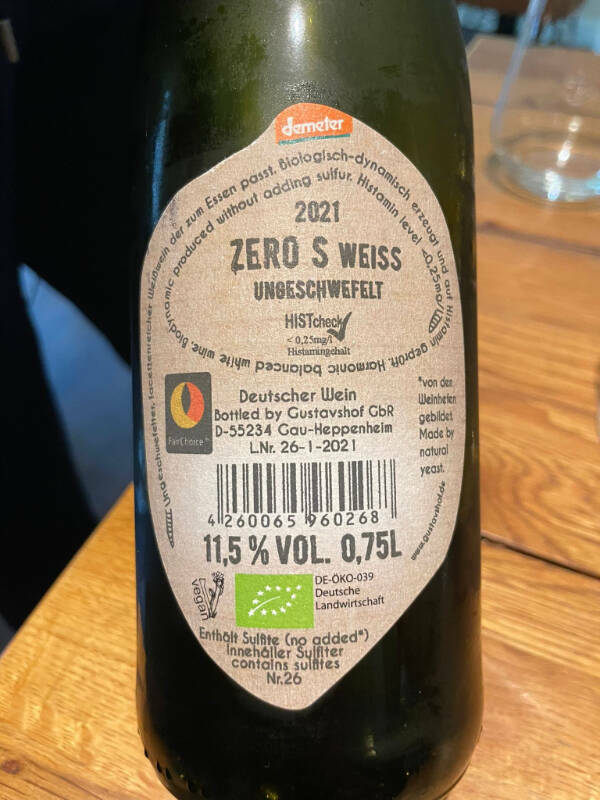 demeter
Ungeschwefelter, facettenreicher Weißwein der zum Essen passt. Biologisch-dynamisch erzeugt und auf Histamin geprüft. Harmonic balanced white wine Biodynamic produced without adding sulfur. Histamin level <0,25mg/l
2021
ZERO S WEISS
UNGESCHWEFELT
HISTcheck
< 0,25mg/l
Histamingehalt
FairChoice
Deutscher Wein
Bottled by Gustavshof GbR
D-55234 Gau-Heppenheim
L.Nr. 26-1-2021
*von den
Weinhefen
gebildet
Made by
natural
yeast.
www.gustavshof.de
4 260065 960268
11,5 % VOL. 0,75L
vegan
DE-ÖKO-039
Deutsche
Landwirtschaft
Enthält Sulfite (no added*)
Innehåller Sulfiter
contains sulfites
Nr.26